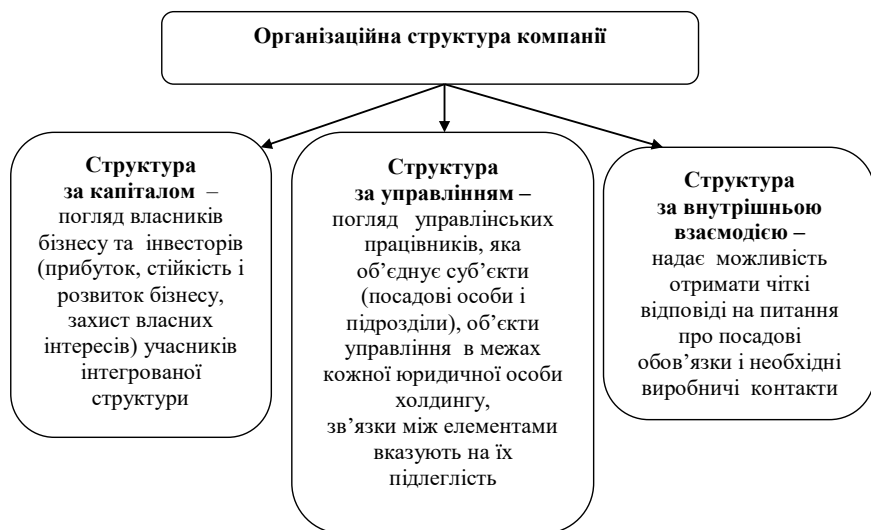 Організаційна структура компанії
Структура
за капіталом –
погляд власників
бізнесу та інвесторів
(прибуток, стійкість і
розвиток бізнесу,
захист власних
інтересів) учасників
інтегрованої
структури
Структура
за управлінням –
погляд управлінських
працівників, яка
об’єднує суб’єкти
(посадові особи і
підрозділи), об’єкти
управління в межах
кожної юридичної особи
холдингу,
зв’язки між елементами
вказують на їх
підлеглість
Структура
за внутрішньою
взаємодією –
надає можливість
отримати чіткі
відповіді на питання
про посадові
обов’язки і необхідні
виробничі контакти